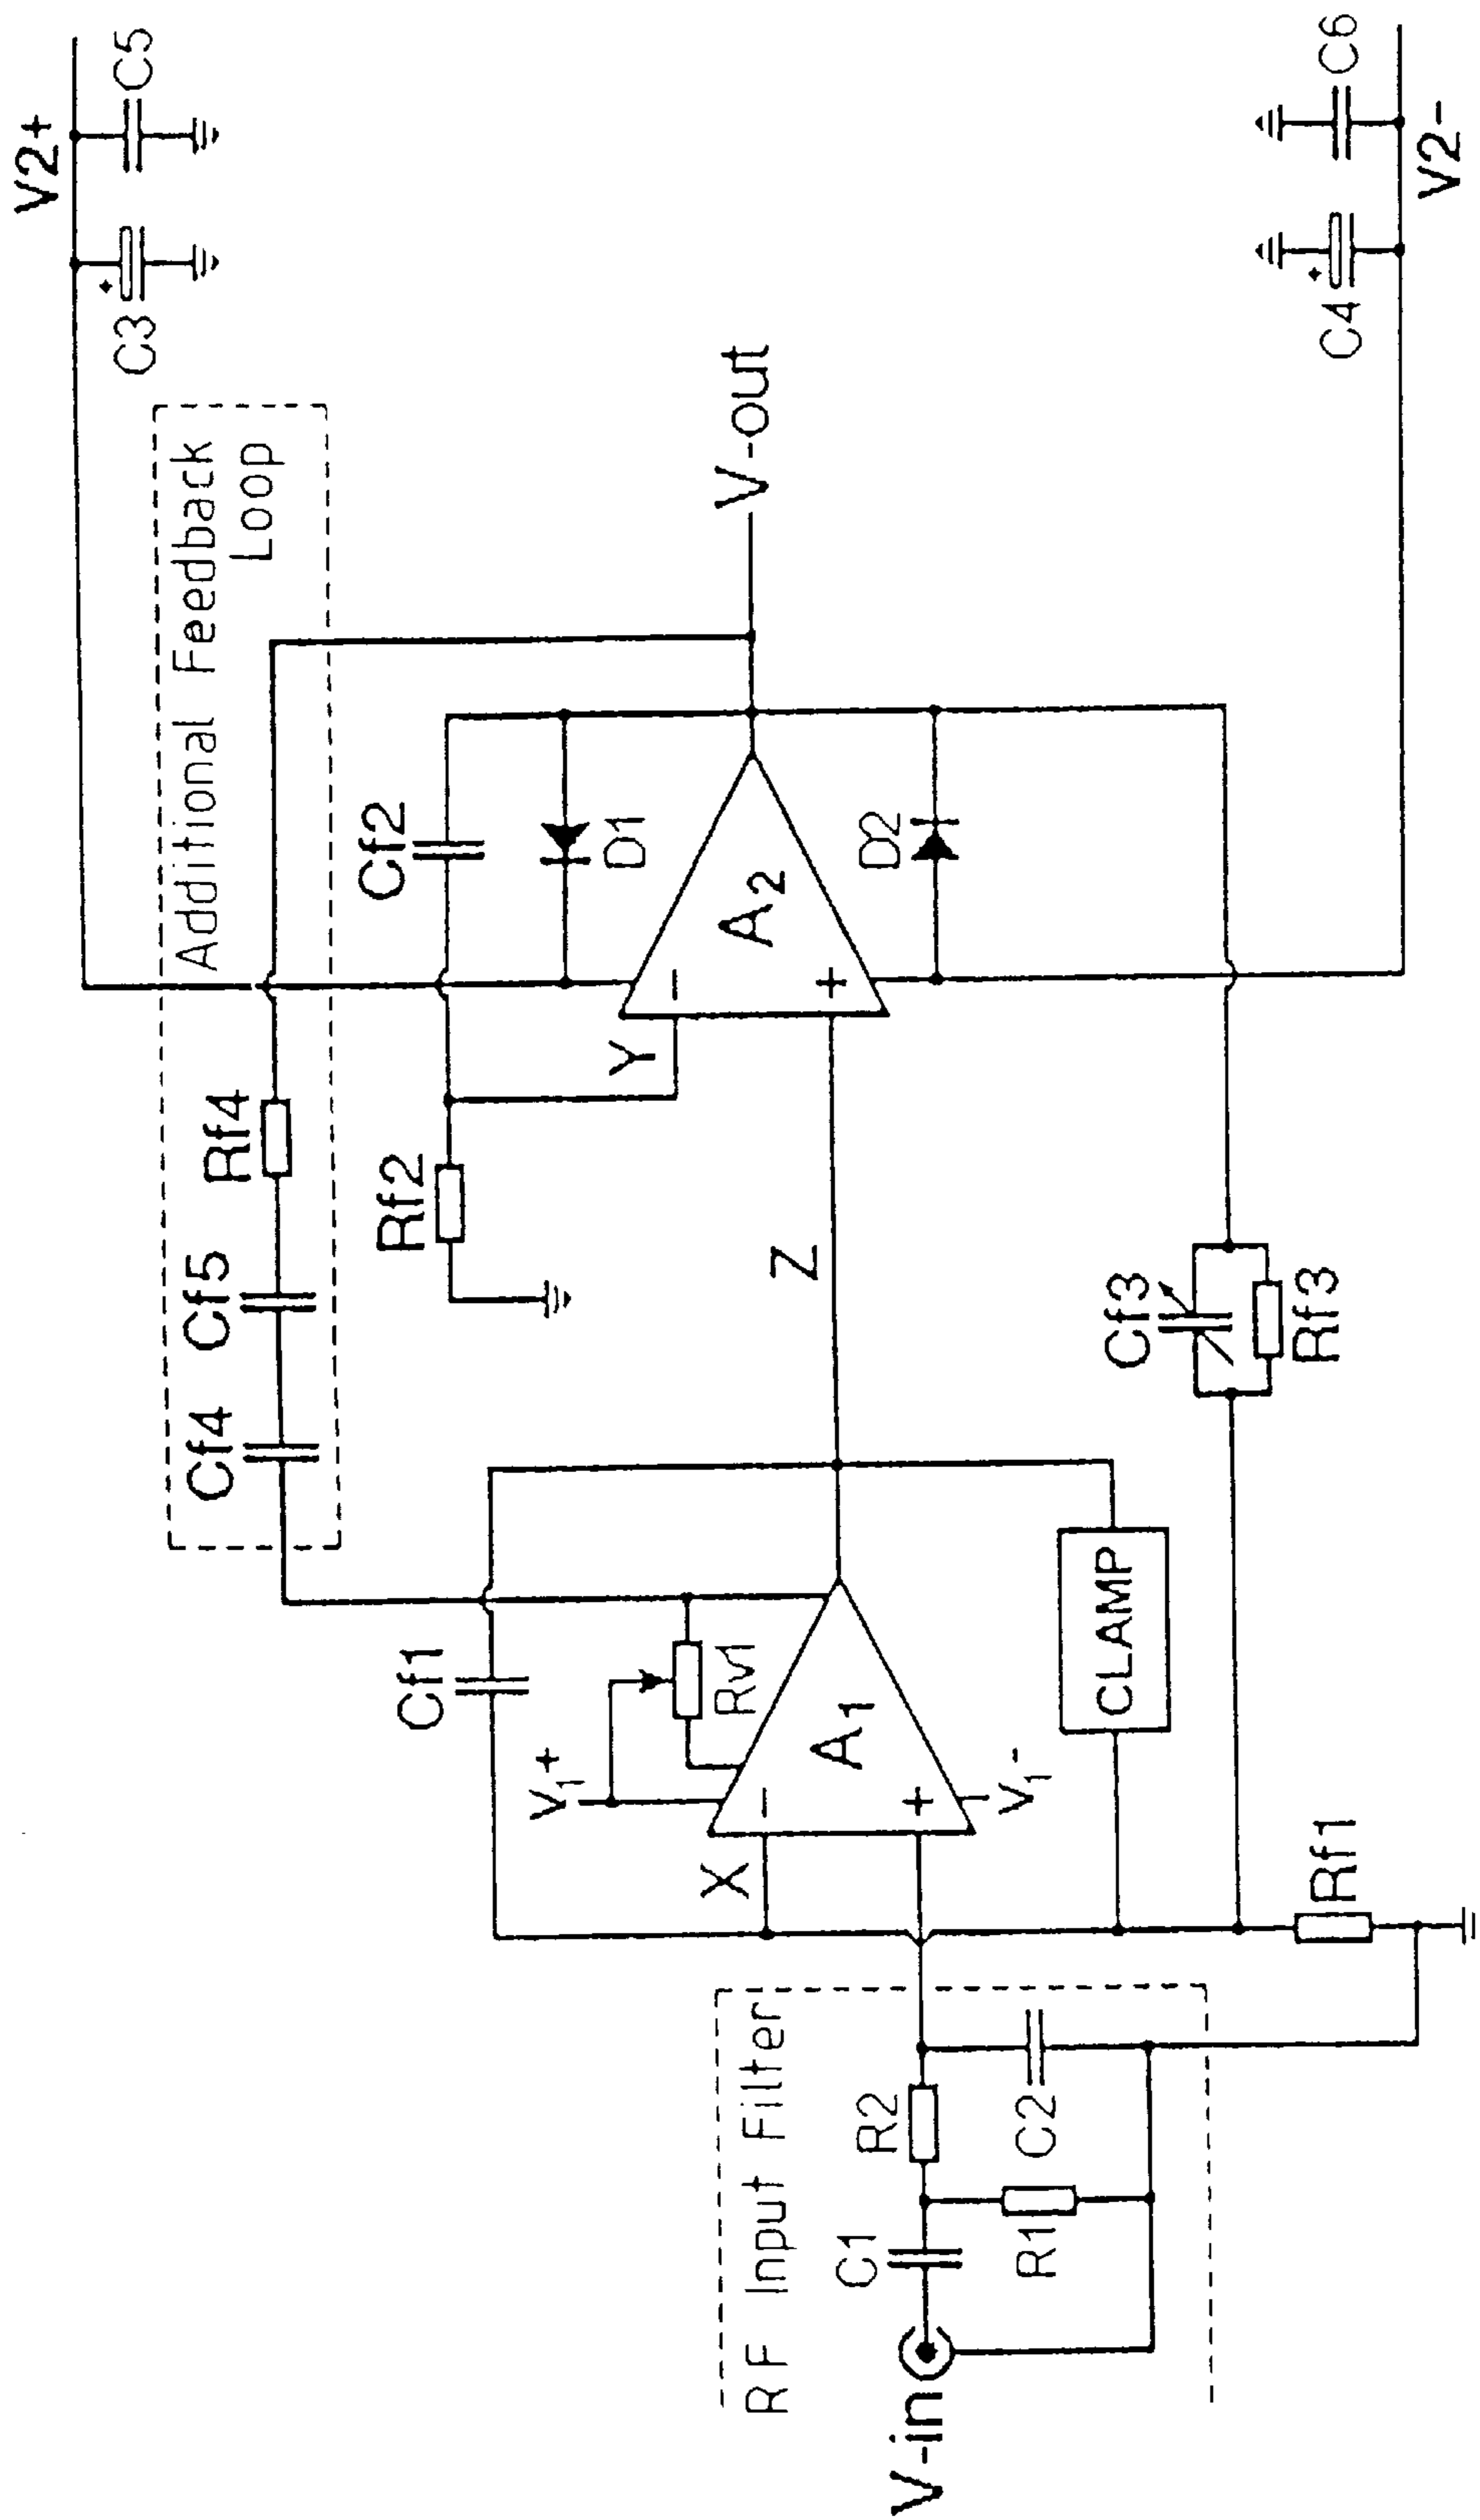 V2+
C3
C5
Additional Feedback
Loop
Cf4
Cf5
Rf4
Cf2
Rf2
D1
Cf1
V1+
RV1
Y
A2
V-out
X
A1
Z
D2
V1-
CLAMP
Cf3
Rf3
Rf1
RF Input Filter
V-in
C1
R2
R1
C2
C4
C6
V2-
-
+
-
+